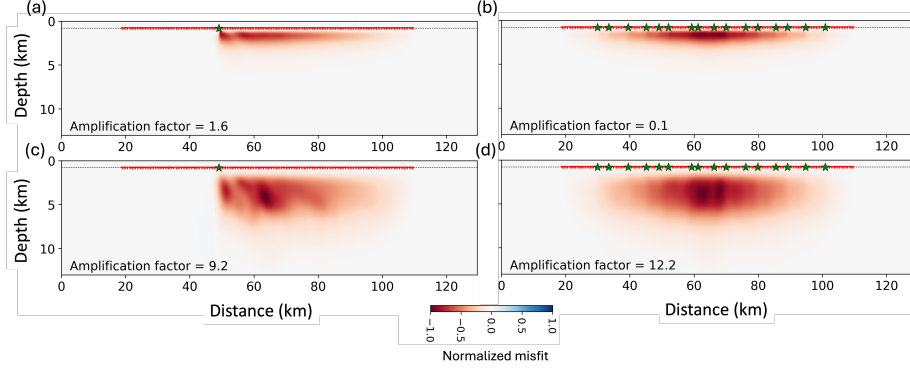 (a)
(b)
0
5
10
Depth (km)
Amplification factor = 1.6
Amplification factor = 0.1
0 20 40 60 80 100 120
0 20 40 60 80 100 120
(c)
(d)
0
5
10
Depth (km)
Amplification factor = 9.2
Amplification factor = 12.2
0 20 40 60 80 100 120
0 20 40 60 80 100 120
Distance (km)
Distance (km)
−1.0 −0.5 0.0 0.5 1.0
Normalized misfit